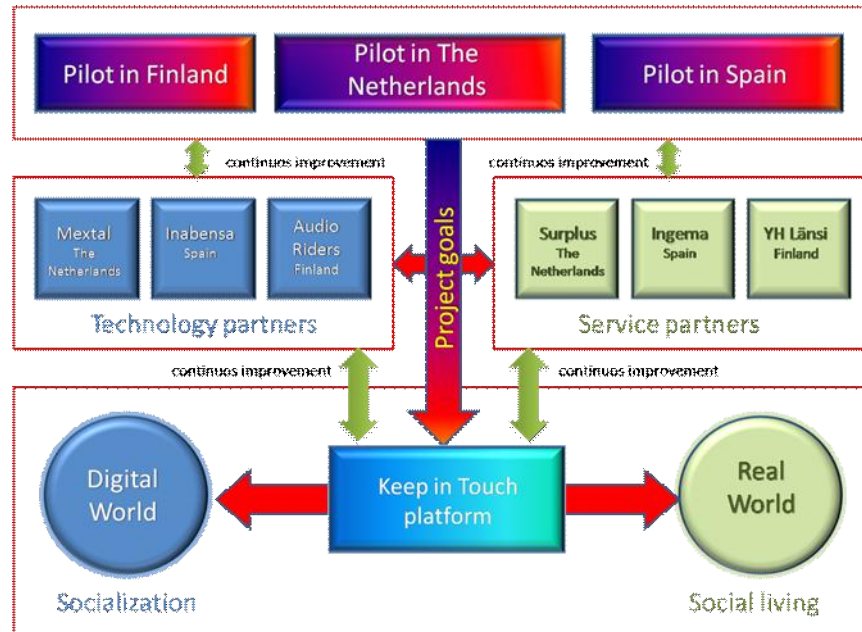 Pilot in Finland
Pilot in The
Netherlands
Pilot in Spain
continuos improvement
continuos improvement
Project goals
Mextal
The
Netherlands
Inabensa
Spain
Audio
Riders
Finland
Technology partners
Surplus
The
Netherlands
Ingema
Spain
YH Länsi
Finland
Service partners
continuos improvement
continuos improvement
Digital
World
Keep in Touch
platform
Real
World
Socialization
Social living